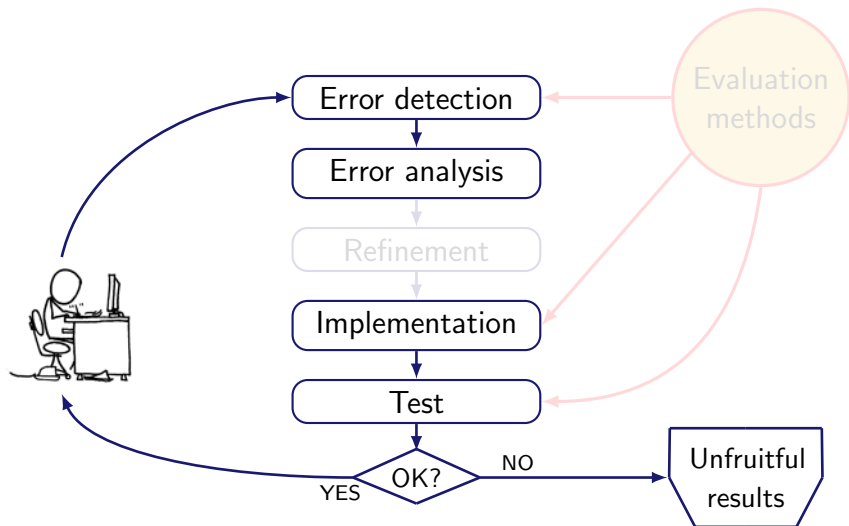 Error detection
Evaluation
methods
Error analysis
Refinement
Implementation
Test
OK?
YES
NO
Unfruitful
results